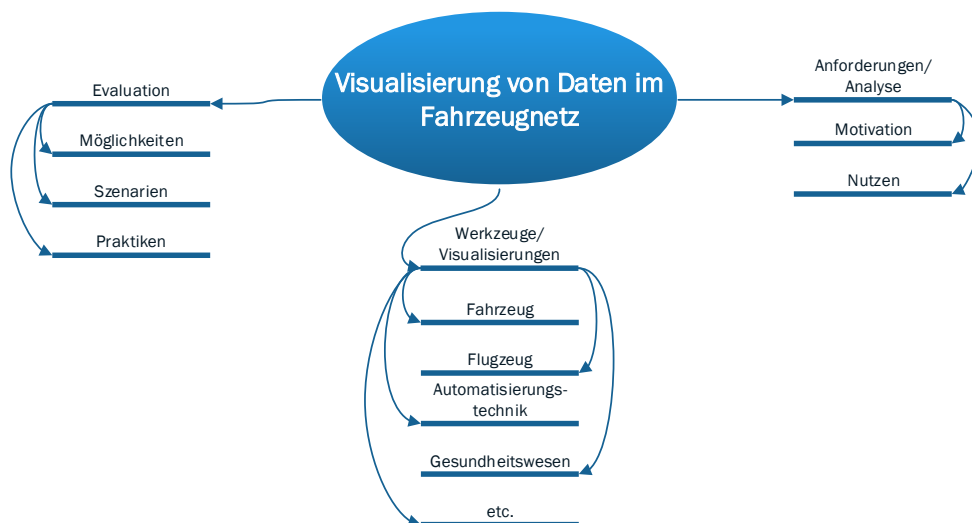 Visualisierung von Daten im
Fahrzeugnetz
Evaluation
Möglichkeiten
Szenarien
Praktiken
Werkzeuge/
Visualisierungen
Fahrzeug
Flugzeug
Automatisierungs-
technik
Gesundheitswesen
etc.
Anforderungen/
Analyse
Motivation
Nutzen